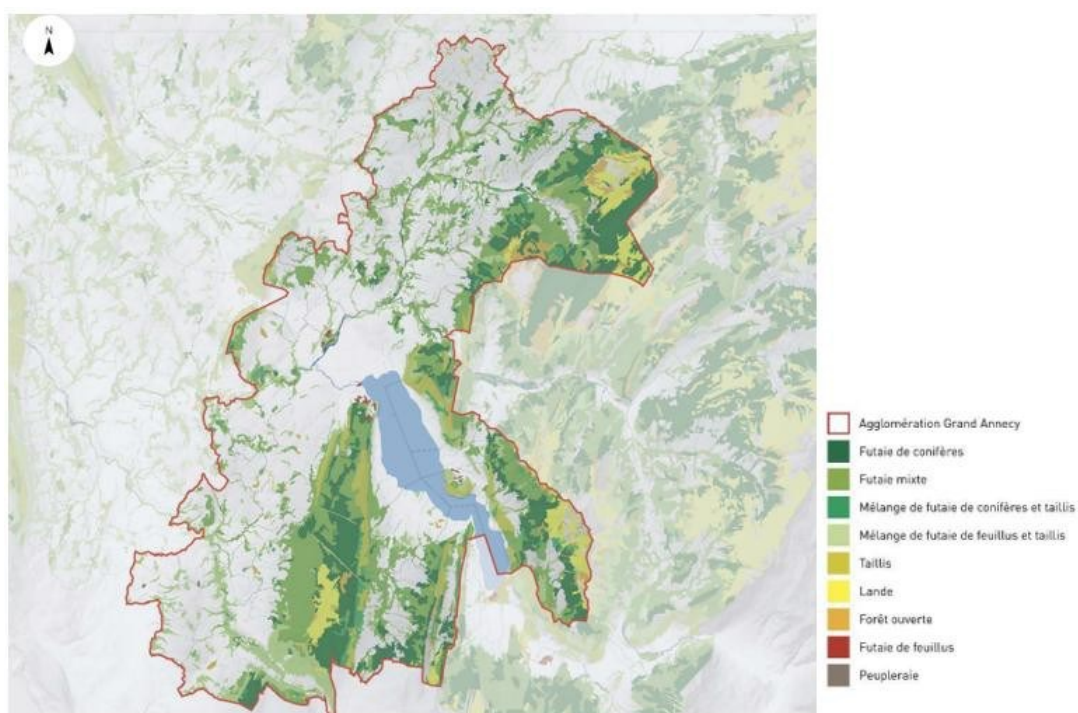 N
Agglomération Grand Annecy
Futaie de conifères
Futaie mixte
Mélange de futaie de conifères et taillis
Mélange de futaie de feuillus et taillis
Taillis
Lande
Forêt ouverte
Futaie de feuillus
Peupleraie